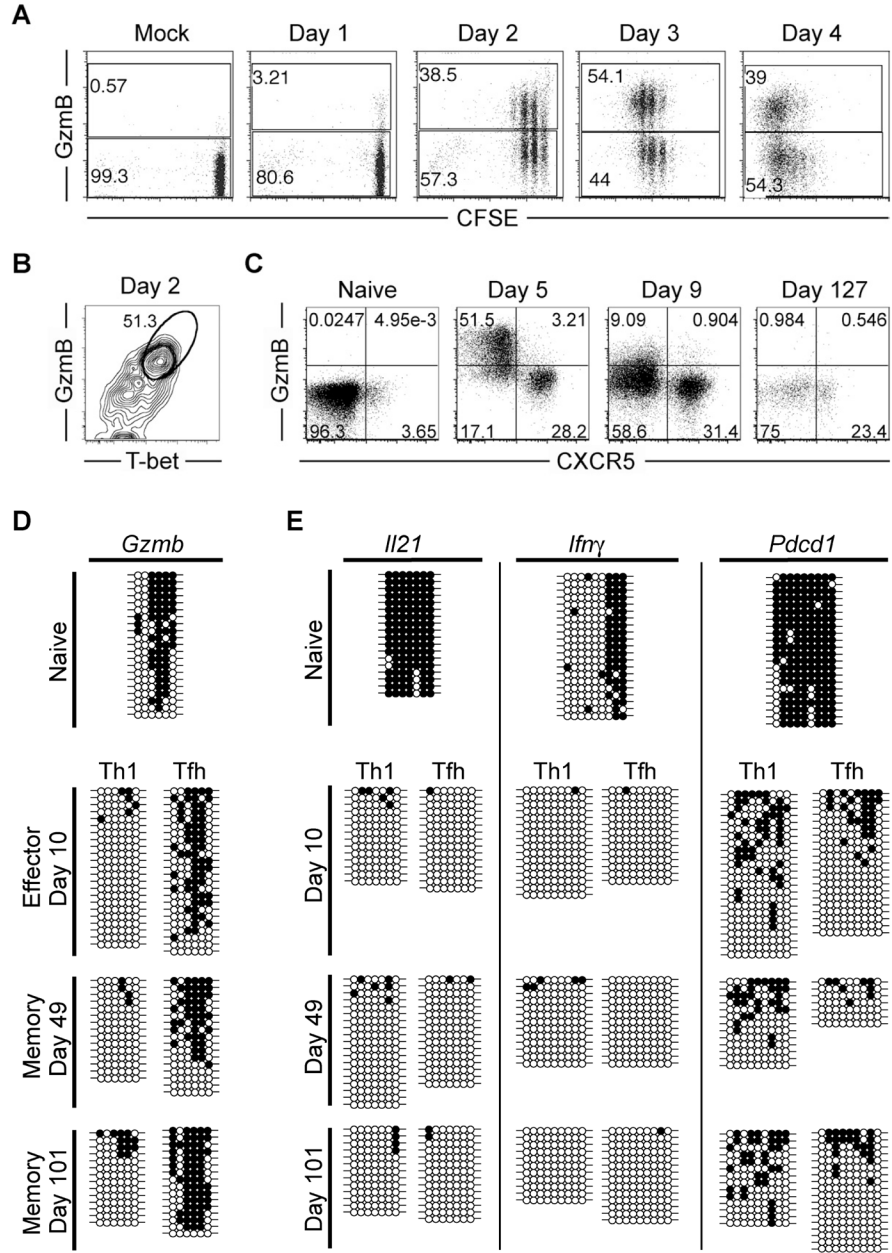 A
Mock Day 1 Day 2 Day 3 Day 4
GzmB
0.57 3.21 38.5 54.1 39
99.3 80.6 57.3 44 54.3
CFSE
B
Day 2
GzmB
51.3
T-bet
C
Naive Day 5 Day 9 Day 127
GzmB
0.0247 4.95e-3 51.5 3.21 9.09 0.904 0.984 0.546
96.3 3.65 17.1 28.2 58.6 31.4 75 23.4
CXCR5
D
Gzmb
Naive
Th1 Tfh
Effector
Day 10
Memory
Day 49
Memory
Day 101
E
Il21 Ifnγ Pdcd1
Naive
Th1 Tfh Th1 Tfh Th1 Tfh
Day 10
Day 49
Day 101